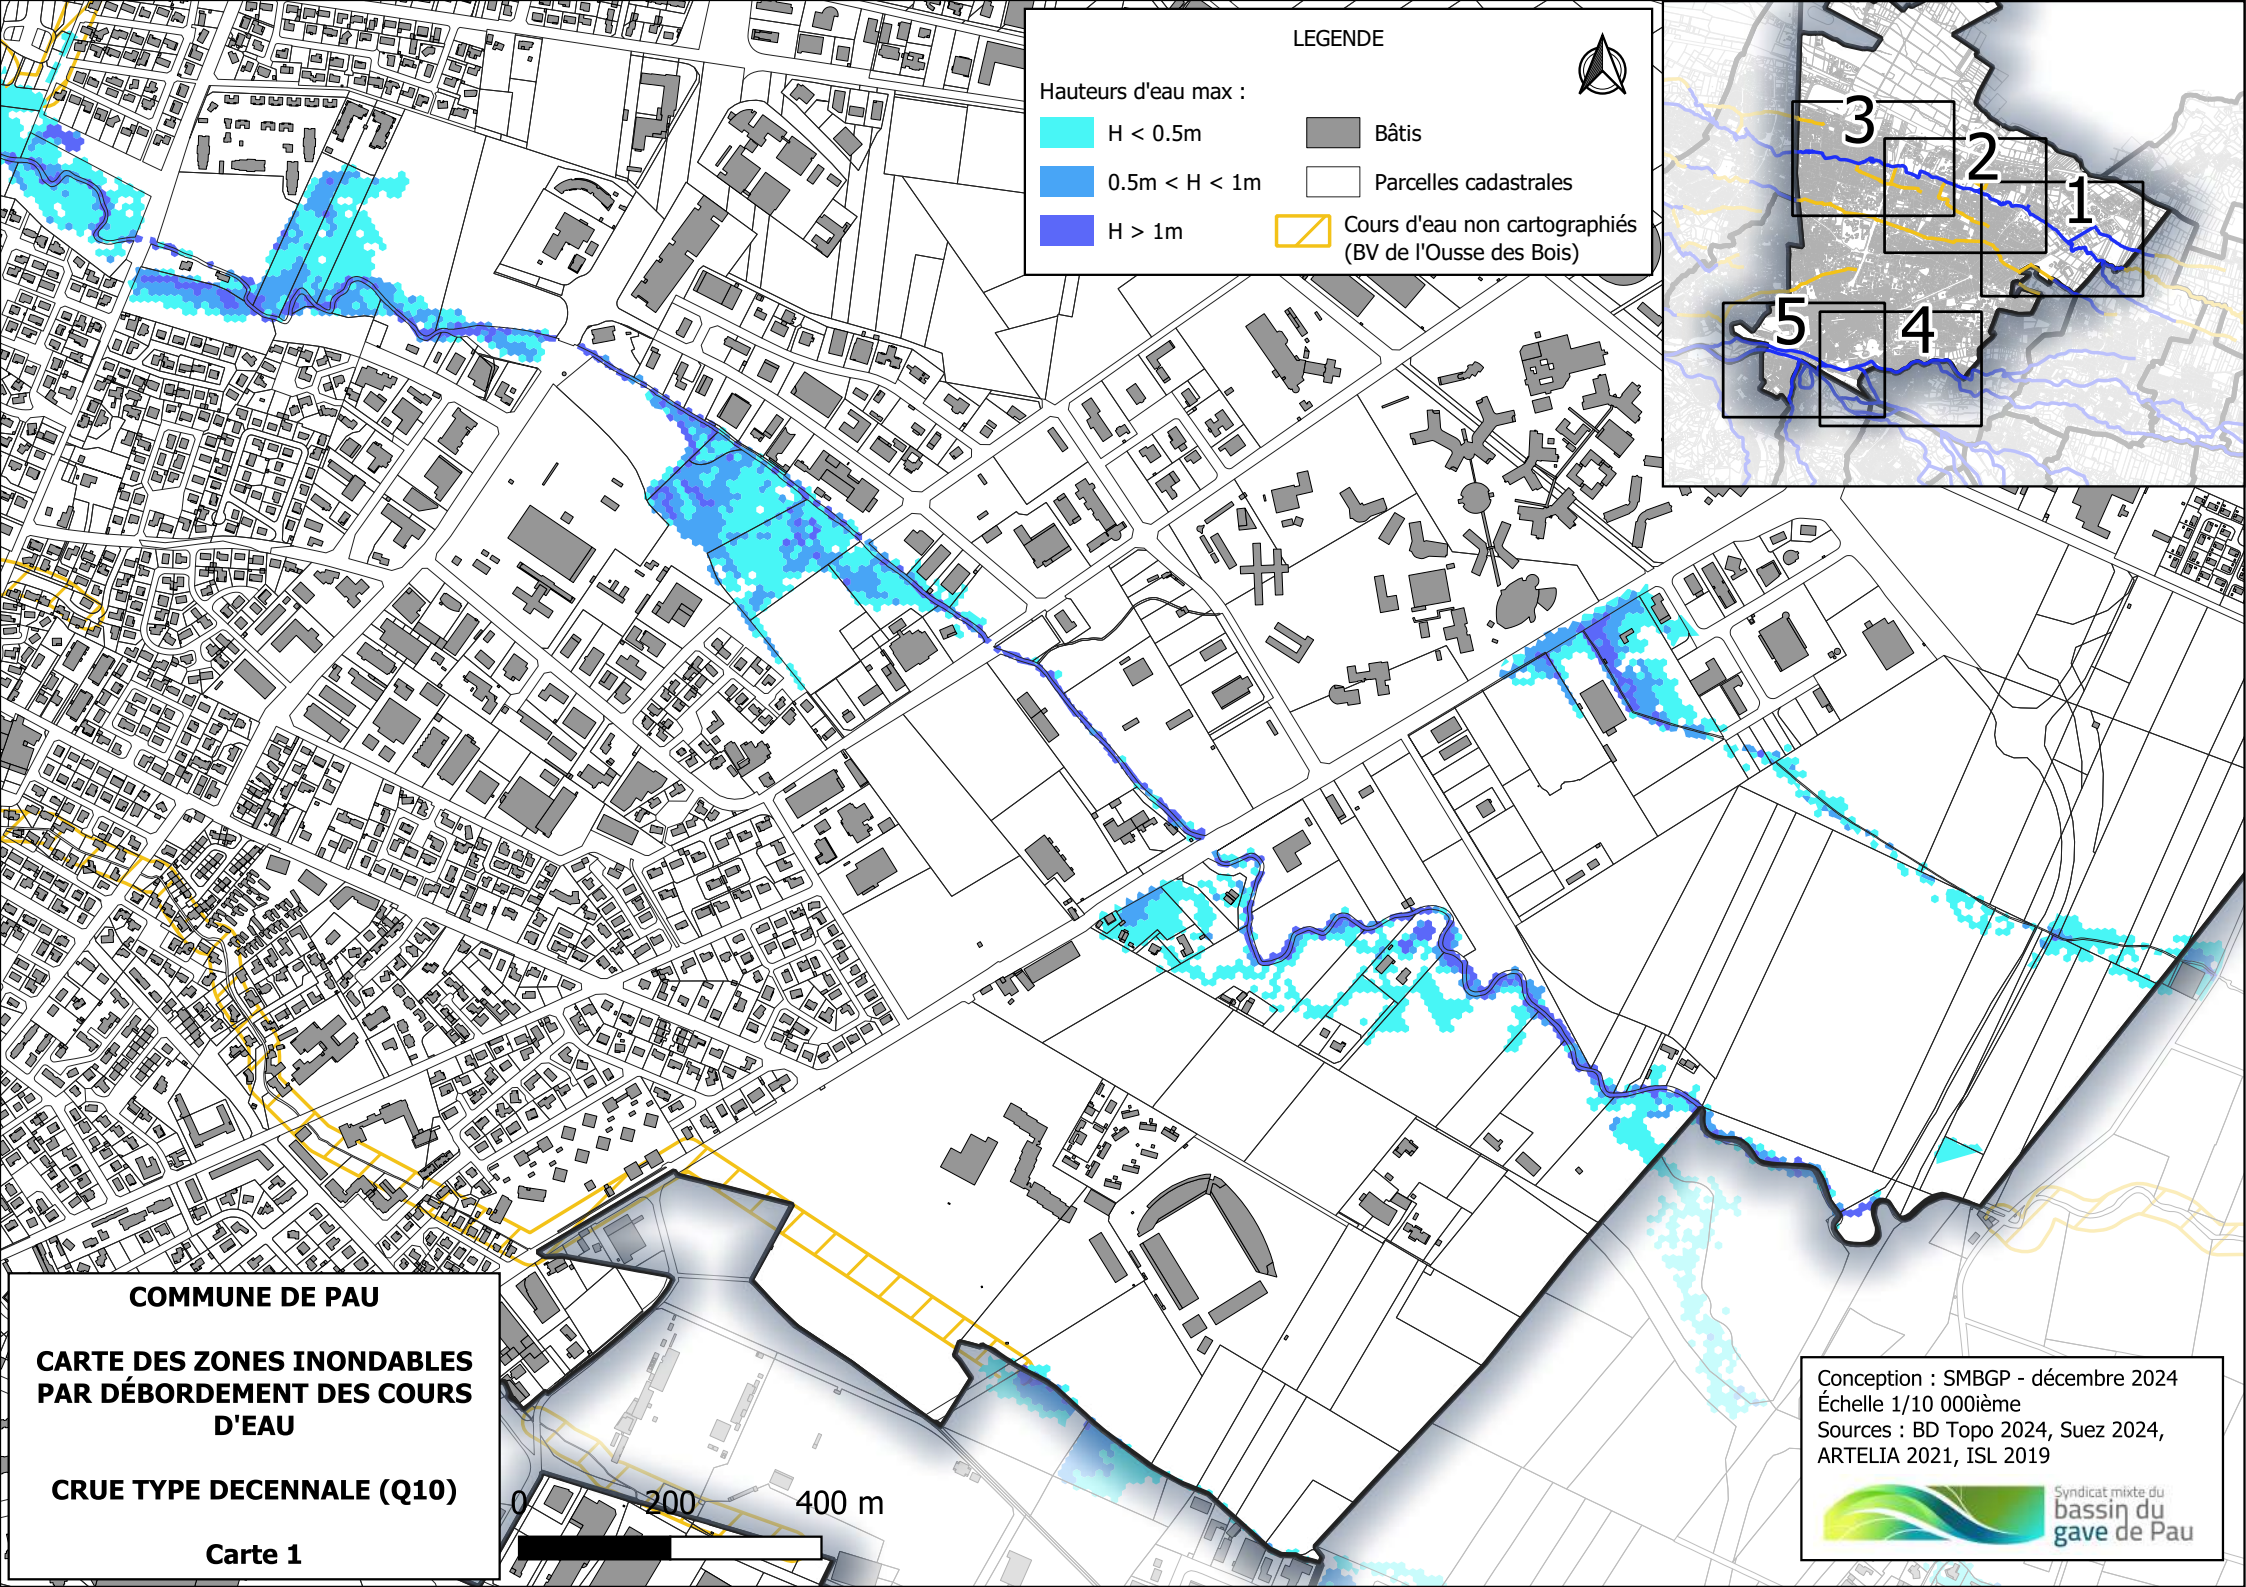 LEGENDE
Hauteurs d'eau max :
H < 0.5m
0.5m < H < 1m
H > 1m
Bâtis
Parcelles cadastrales
Cours d'eau non cartographiés
(BV de l'Ousse des Bois)
3
2
1
5
4
COMMUNE DE PAU
CARTE DES ZONES INONDABLES
PAR DÉBORDEMENT DES COURS
D'EAU
CRUE TYPE DECENNALE (Q10)
Carte 1
0 200 400 m
Conception : SMBGP - décembre 2024
Échelle 1/10 000ième
Sources : BD Topo 2024, Suez 2024,
ARTELIA 2021, ISL 2019
Syndicat mixte du
bassin du
gave de Pau